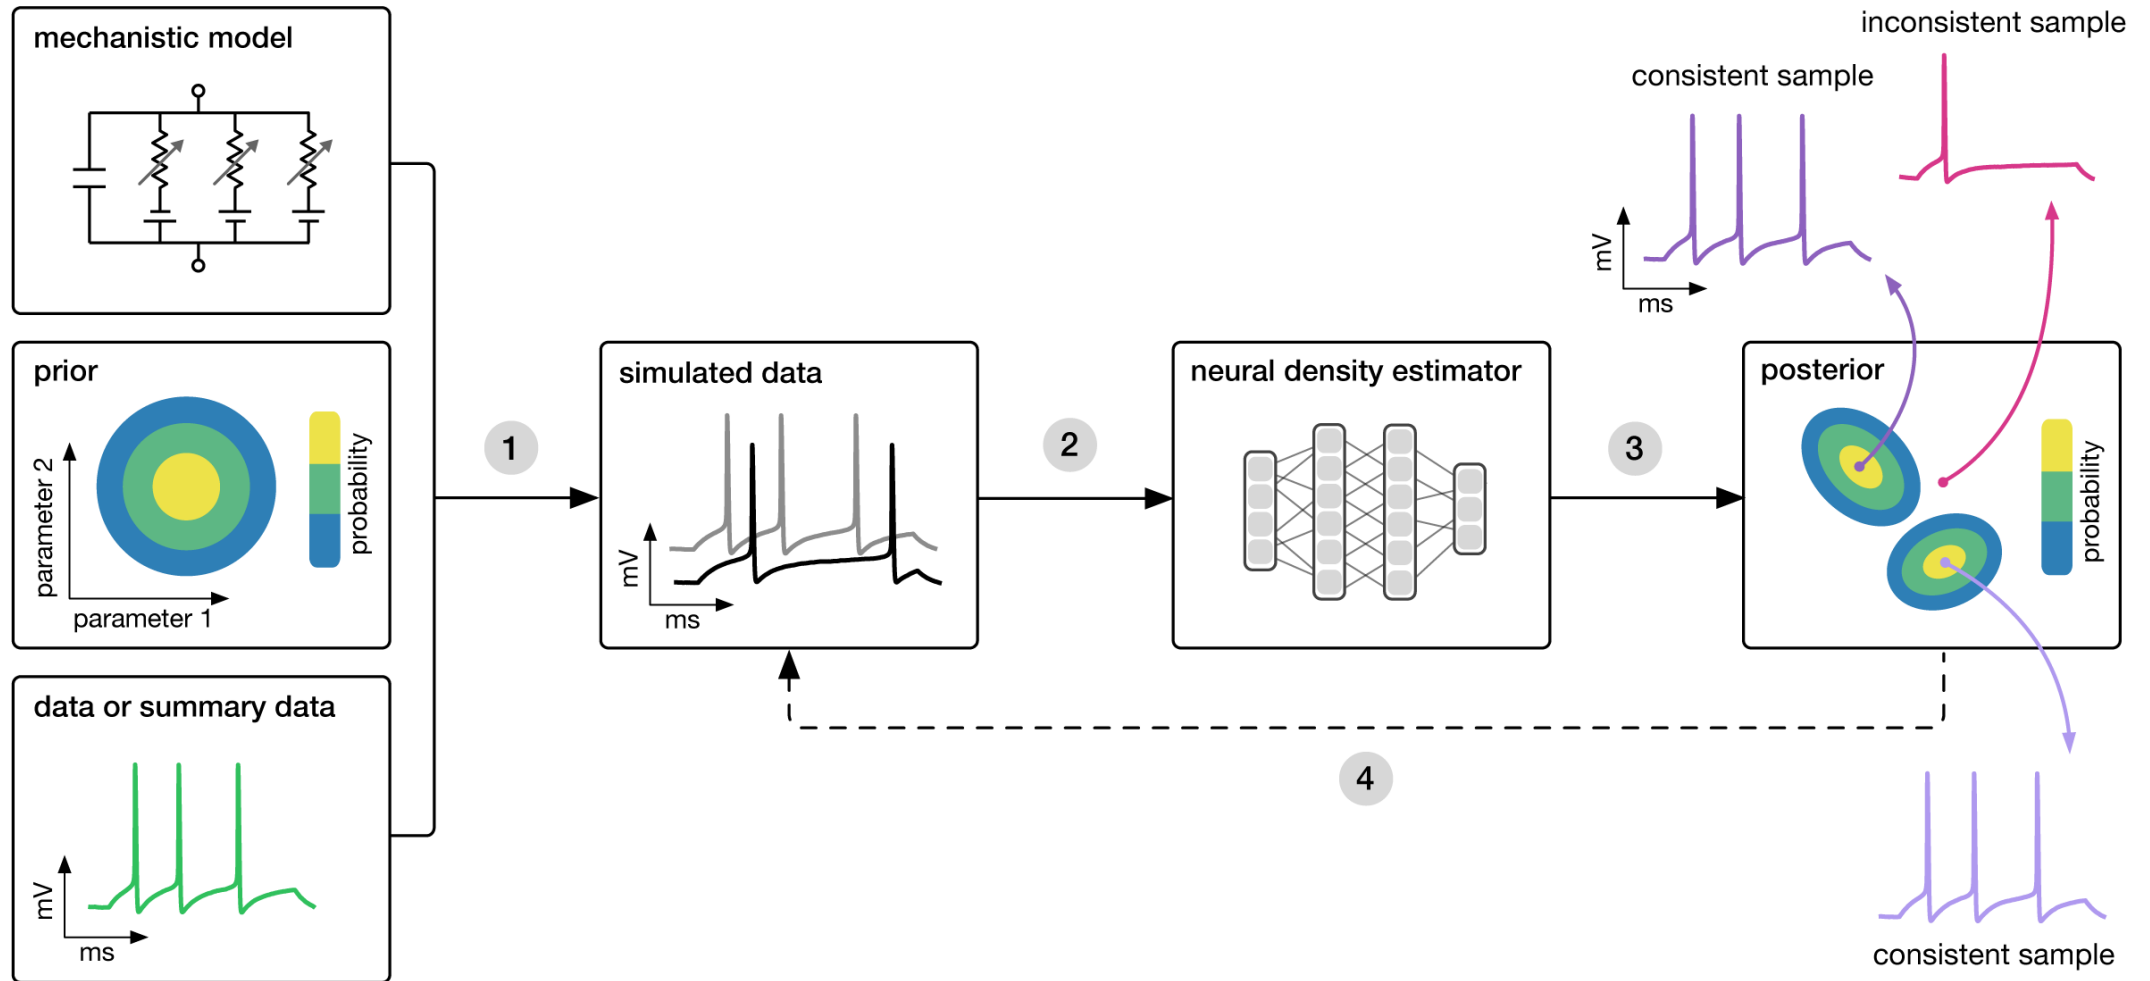 mechanistic model
prior
parameter 2
parameter 1
probability
data or summary data
mV
ms
1
simulated data
mV
ms
2
neural density estimator
3
posterior
probability
4
consistent sample
mV
ms
inconsistent sample
consistent sample